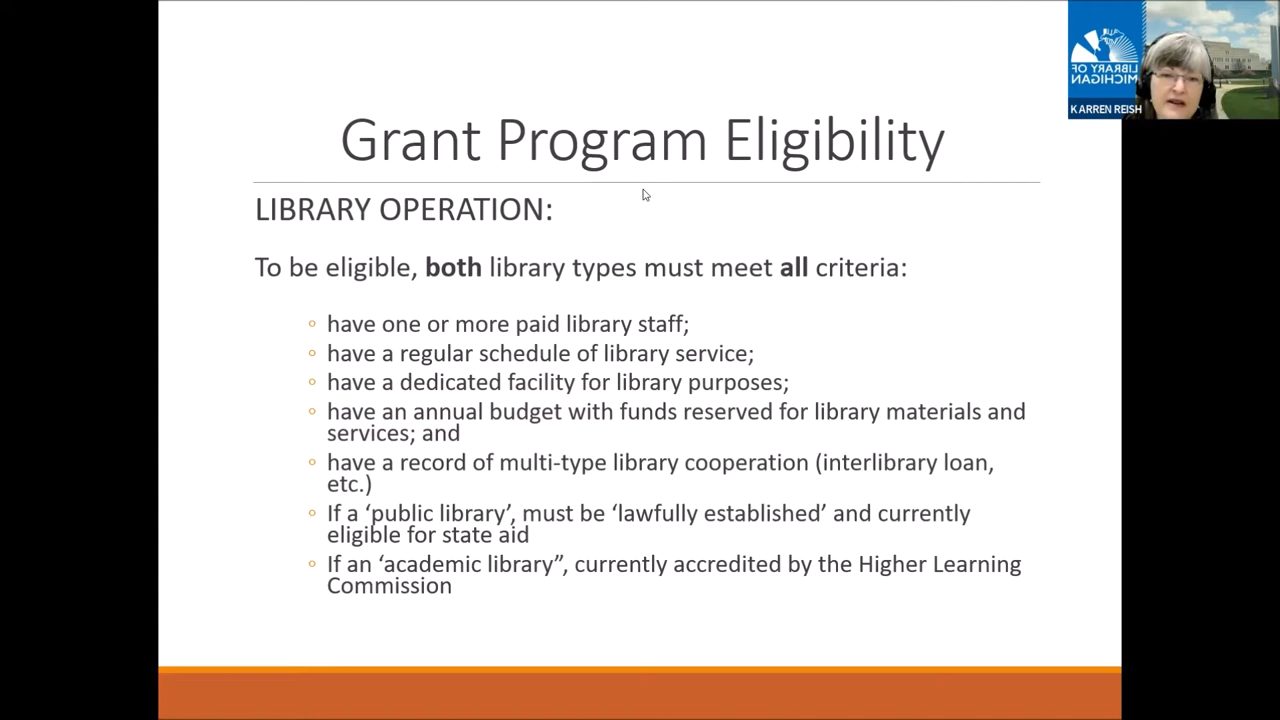 Grant Program Eligibility
LIBRARY OF
MICHIGAN
KARREN REISH
LIBRARY OPERATION:
To be eligible, both library types must meet all criteria:
◦ have one or more paid library staff;
◦ have a regular schedule of library service;
◦ have a dedicated facility for library purposes;
◦ have an annual budget with funds reserved for library materials and
services; and
◦ have a record of multi-type library cooperation (interlibrary loan,
etc.)
◦ If a ‘public library’, must be ‘lawfully established’ and currently
eligible for state aid
◦ If an ‘academic library”, currently accredited by the Higher Learning
Commission